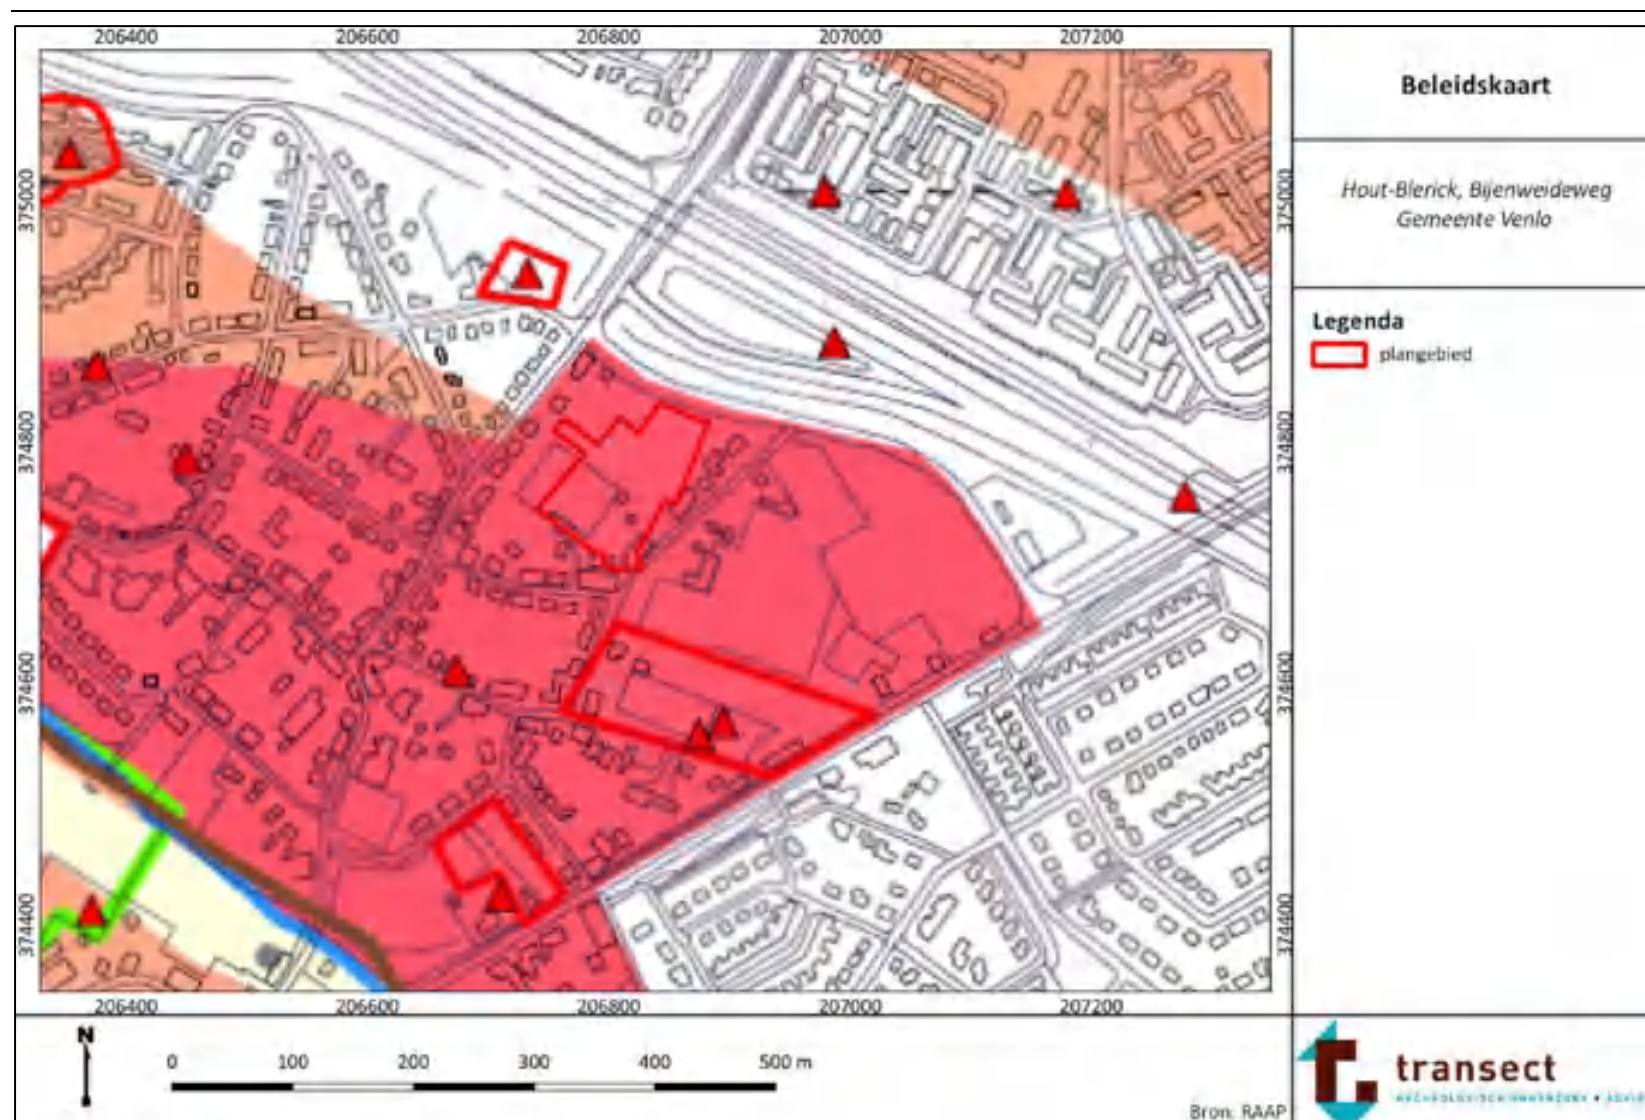 206400 206600 206800 207000 207200
375000
374800
374600
374400
375000
374800
374600
374400
206400 206600 206800 207000 207200
Beleidskaart
Hout-Blerick, Bijenweideweg
Gemeente Venlo
Legenda
plangebied
N
0 100 200 300 400 500 m
Bron: RAAP
transect